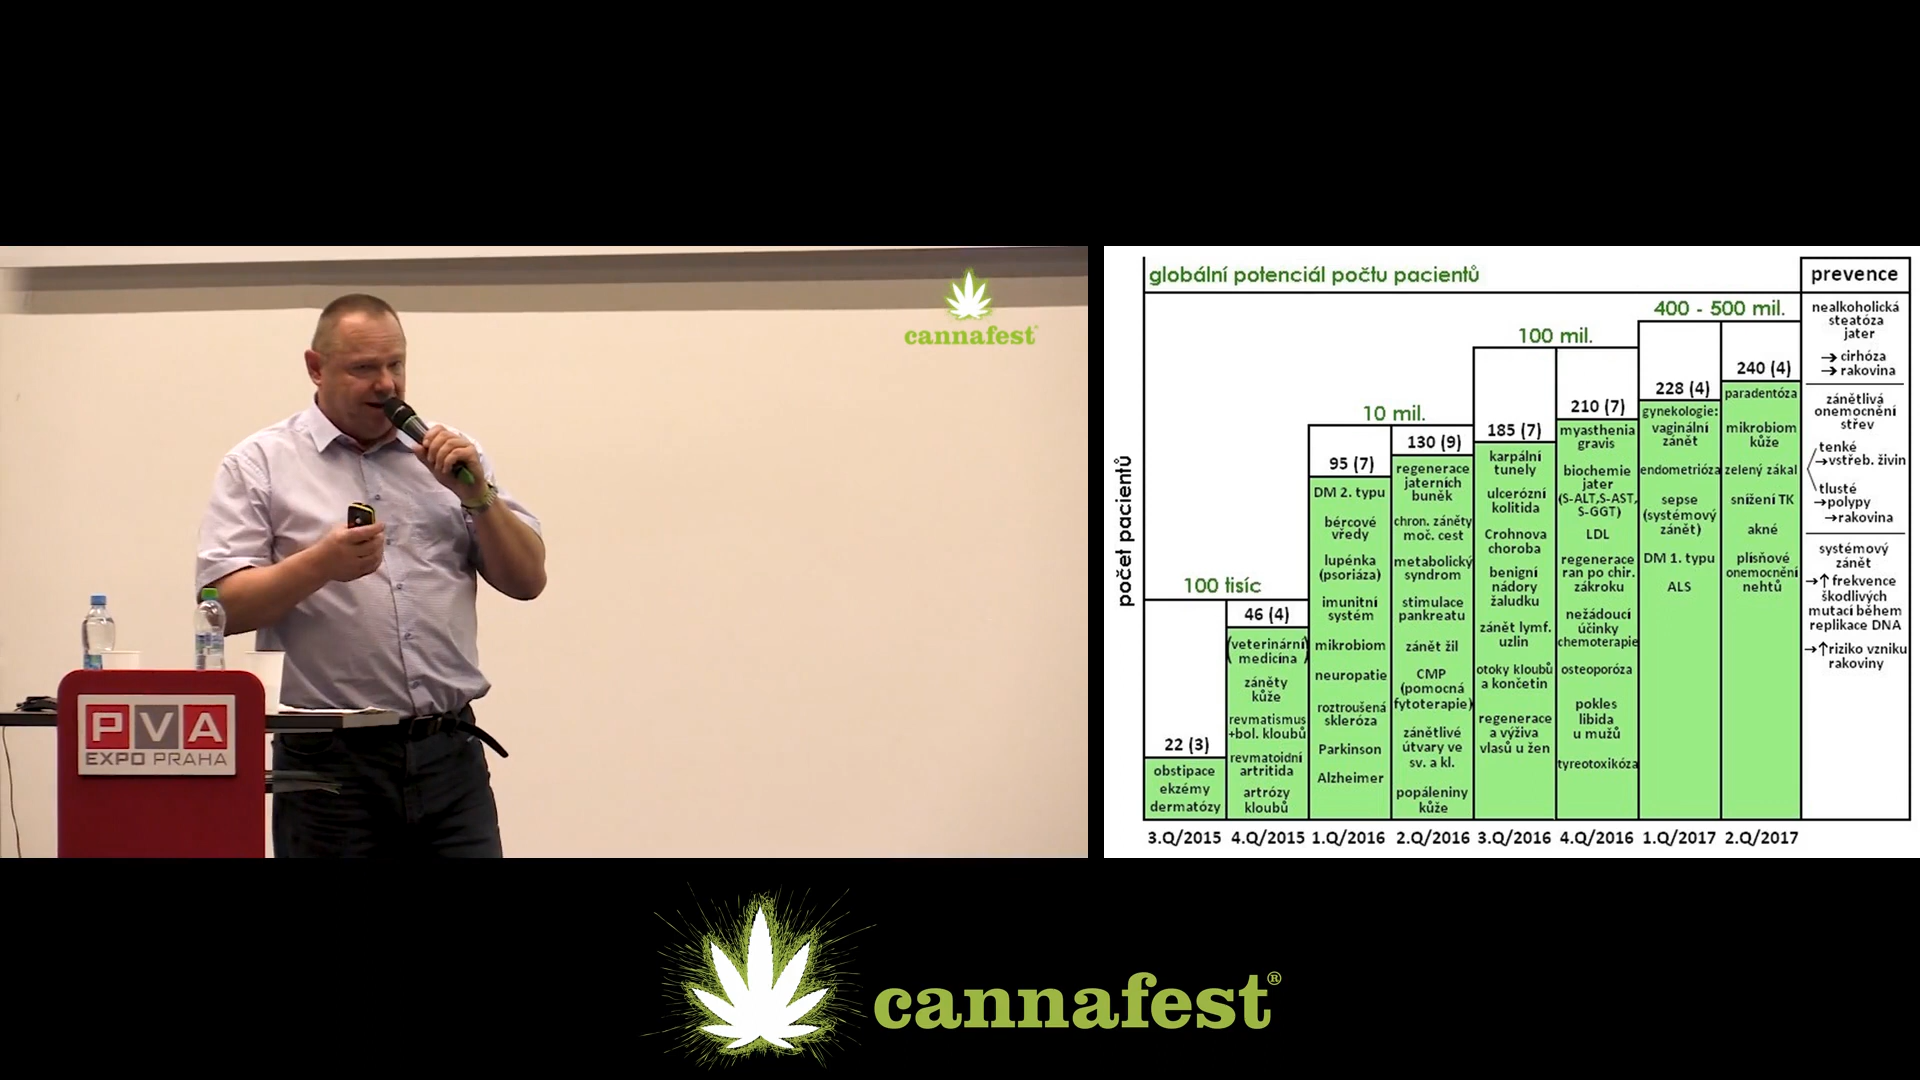 cannafest
PVA
EXPO PRAHA
globální potenciál počtu pacientů
prevence
počet pacientů
100 tisíc
10 mil.
100 mil.
400 - 500 mil.
22 (3)
obstipace
ekzémy
dermatózy
3.Q/2015
46 (4)
(veterinární
medicína)
záněty
kůže
revmatismus
+bol. kloubů
revmatoidní
artritida
artrózy
kloubů
4.Q/2015
95 (7)
DM 2. typu
bércové
vředy
lupénka
(psoriáza)
imunitní
systém
mikrobiom
neuropatie
roztroušená
skleróza
Parkinson
Alzheimer
1.Q/2016
130 (9)
regenerace
jaterních
buněk
chron. záněty
moč. cest
metabolický
syndrom
stimulace
pankreatu
zánět žil
CMP
(pomocná
fytoterapie)
zánětlivé
útvary ve
sv. a kl.
popáleniny
kůže
2.Q/2016
185 (7)
karpální
tunely
ulcerózní
kolitida
Crohnova
choroba
benigní
nádory
žaludku
zánět lymf.
uzlin
otoky kloubů
a končetin
regenerace
a výživa
vlasů u žen
3.Q/2016
210 (7)
myasthenia
gravis
biochemie
jater
(S-ALT,S-AST,
S-GGT)
LDL
regenerace
ran po chir.
zákroku
nežádoucí
účinky
chemoterapie
osteoporóza
pokles
libida
u mužů
tyreotoxikóza
4.Q/2016
228 (4)
gynekologie:
vaginální
zánět
endometrióza
sepse
(systémový
zánět)
DM 1. typu
ALS
1.Q/2017
240 (4)
paradentóza
mikrobiom
kůže
zelený zákal
snížení TK
akné
plísňové
onemocnění
nehtů
2.Q/2017
nealkoholická
steatóza
jater
→ cirhóza
→ rakovina
zánětlivá
onemocnění
střev
tenké
→vstřeb. živin
tlusté
→polypy
→rakovina
systémový
zánět
→↑frekvence
škodlivých
mutací během
replikace DNA
→↑riziko vzniku
rakoviny
cannafest®